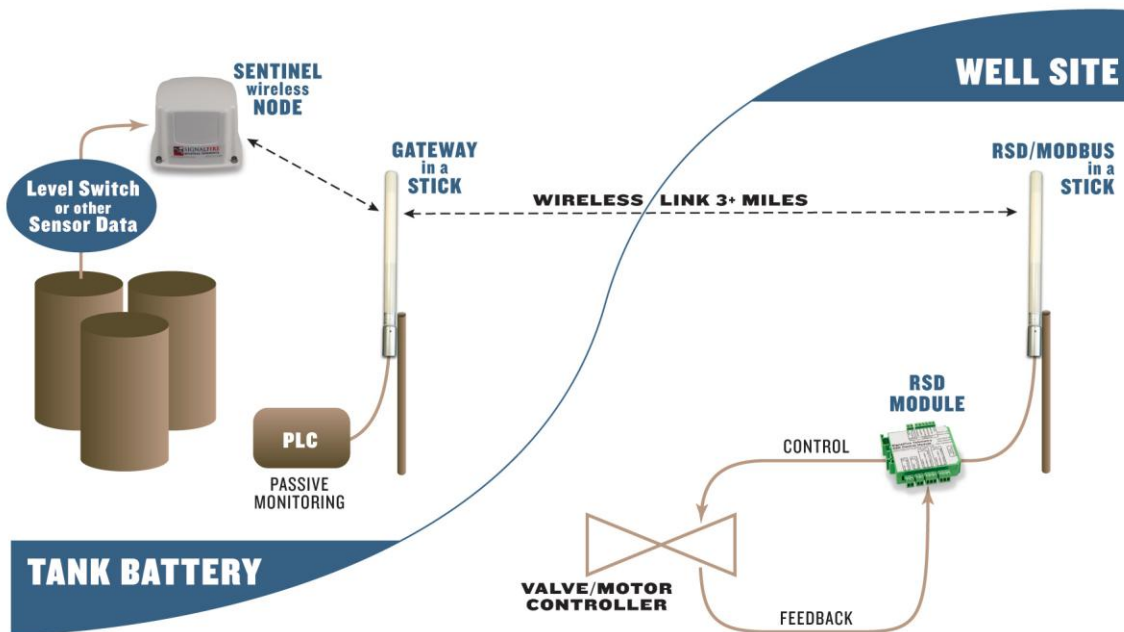 WELL SITE
SENTINEL
wireless
NODE
SIGNALFIRE
GATEWAY
in a
STICK
RSD/MODBUS
in a
STICK
Level Switch
or other
Sensor Data
WIRELESS LINK 3+ MILES
RSD
MODULE
PLC
PASSIVE
MONITORING
CONTROL
TANK BATTERY
VALVE/MOTOR
CONTROLLER
FEEDBACK